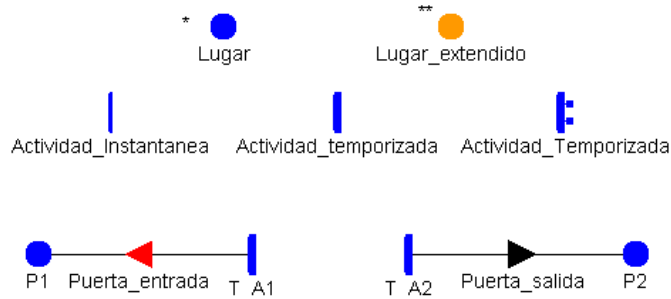 * **
Lugar Lugar_extendido
Actividad_Instantanea Actividad_temporizada Actividad_Temporizada
P1 Puerta_entrada T A1 T A2 Puerta_salida P2